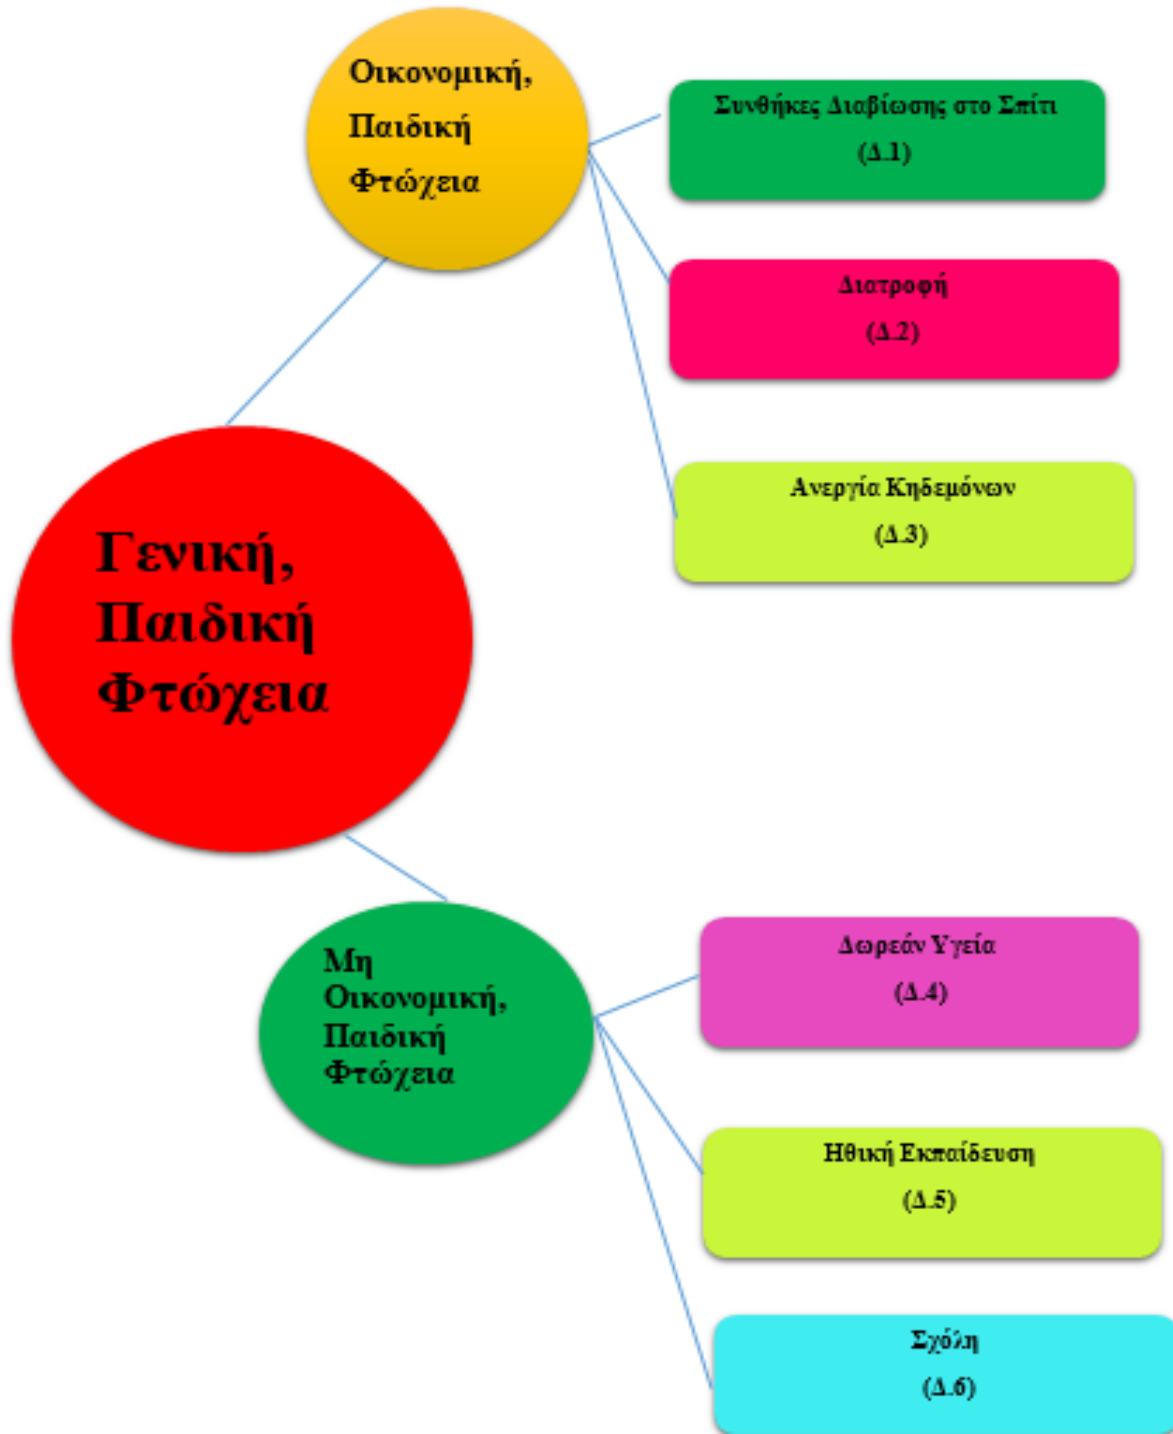 Οικονομική,
Παιδική
Φτώχεια
Συνθήκες Διαβίωσης στο Σπίτι
(Δ.1)
Διατροφή
(Δ.2)
Ανεργία Κηδεμόνων
(Δ.3)
Γενική,
Παιδική
Φτώχεια
Μη
Οικονομική,
Παιδική
Φτώχεια
Δωρεάν Υγεία
(Δ.4)
Ηθική Εκπαίδευση
(Δ.5)
Σχόλη
(Δ.6)